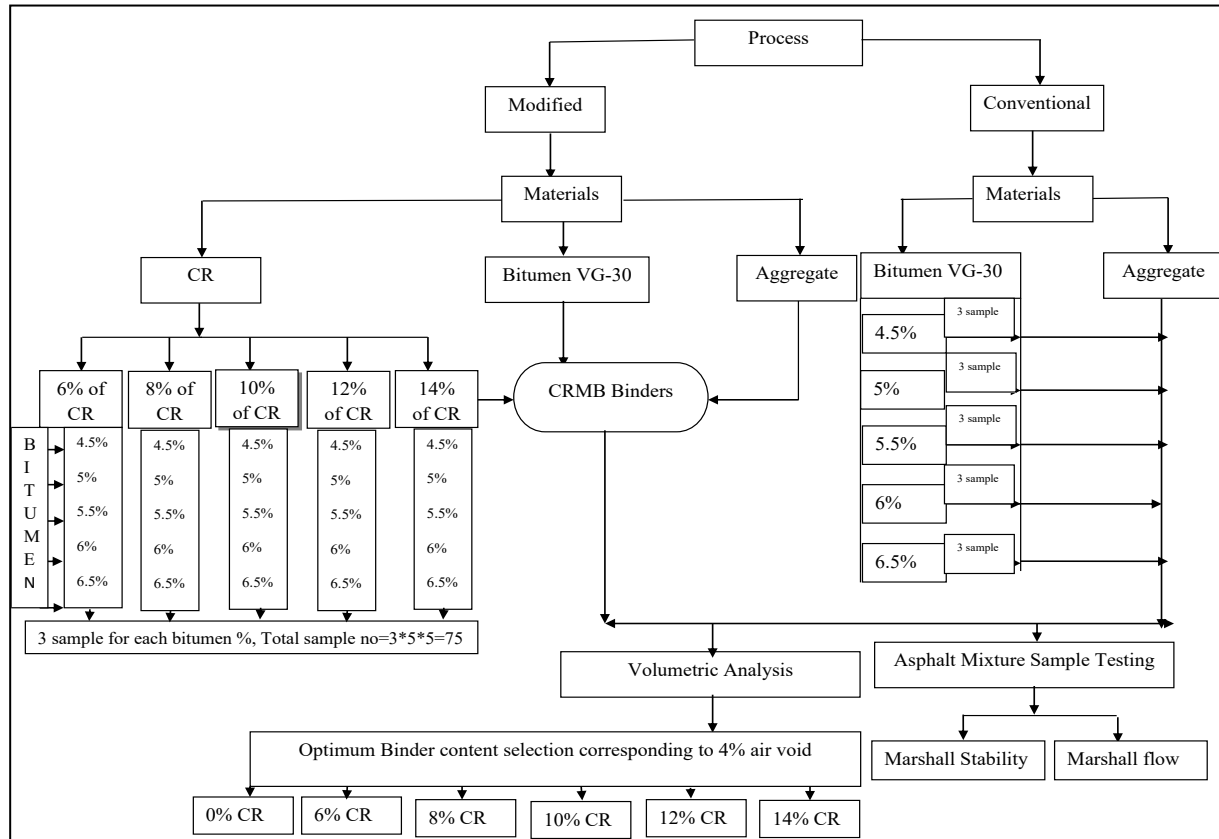 Process
Modified
Conventional
Materials
Materials
CR
Bitumen VG-30
Aggregate
Bitumen VG-30
Aggregate
3 sample
4.5%
3 sample
5%
3 sample
5.5%
3 sample
6%
3 sample
6.5%
6% of
CR
8% of
CR
10%
of CR
12%
of CR
14%
of CR
CRMB Binders
B
I
T
U
M
E
N
4.5%
5%
5.5%
6%
6.5%
4.5%
5%
5.5%
6%
6.5%
4.5%
5%
5.5%
6%
6.5%
4.5%
5%
5.5%
6%
6.5%
4.5%
5%
5.5%
6%
6.5%
3 sample for each bitumen %, Total sample no=3*5*5=75
Volumetric Analysis
Asphalt Mixture Sample Testing
Optimum Binder content selection corresponding to 4% air void
Marshall Stability
Marshall flow
0% CR
6% CR
8% CR
10% CR
12% CR
14% CR